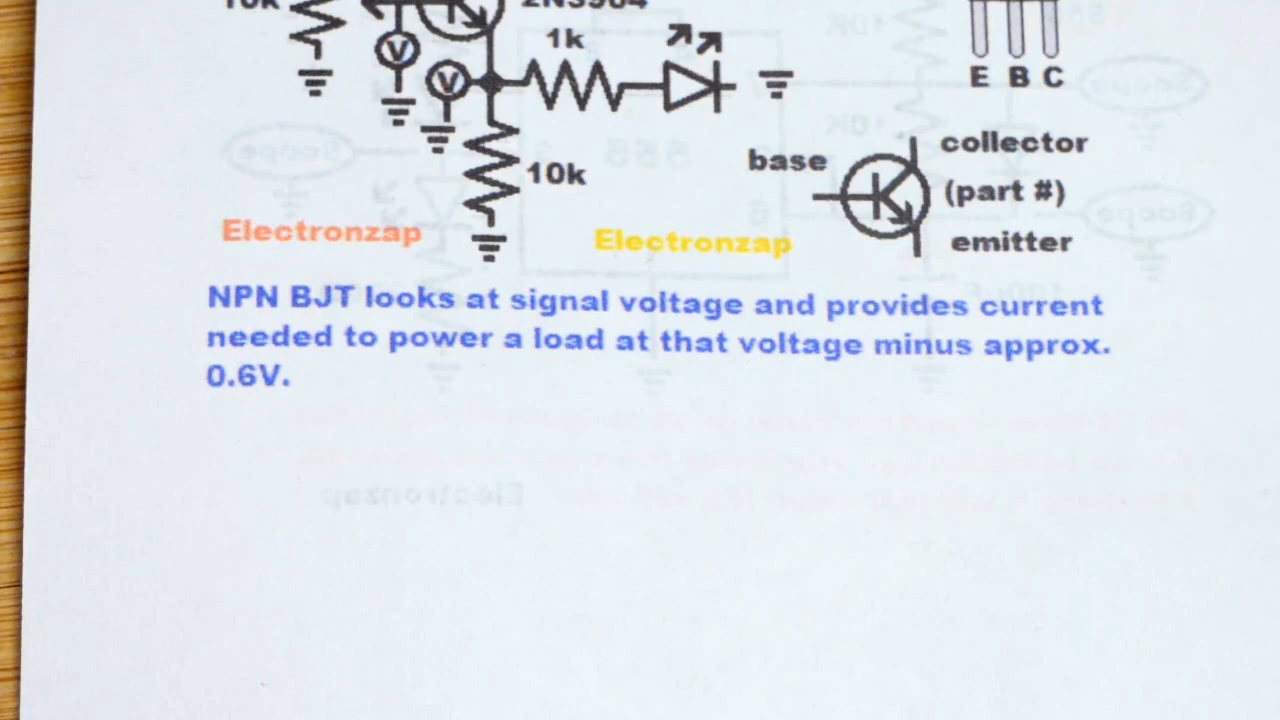 10k
2N3904
V
1k
V
E B C
10k
base
collector
(part #)
emitter
Electronzap
Electronzap
NPN BJT looks at signal voltage and provides current
needed to power a load at that voltage minus approx.
0.6V.